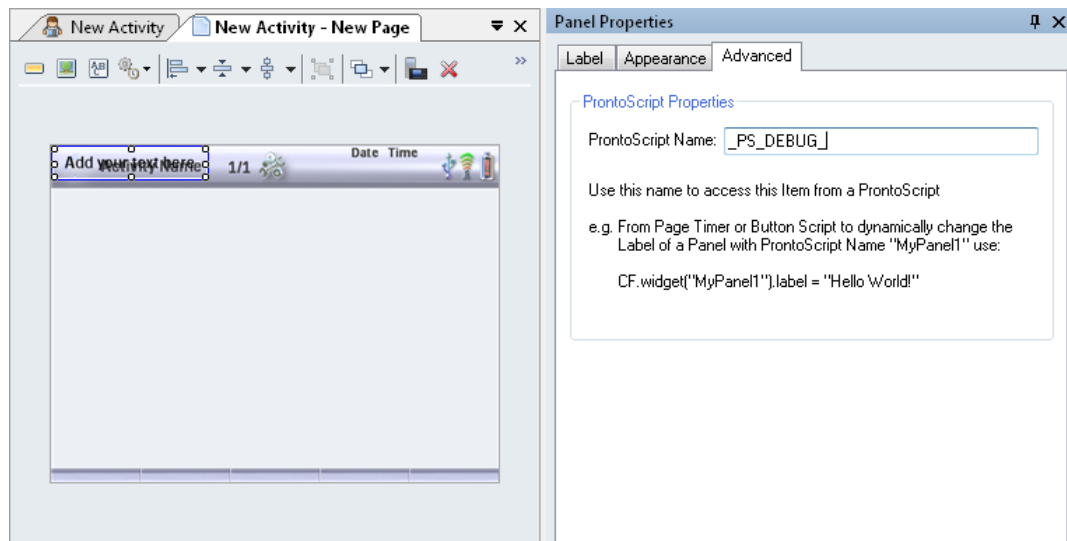 New Activity
New Activity - New Page
Add your text here
Activity Name
1/1
Date Time
Panel Properties
Label
Appearance
Advanced
ProntoScript Properties
ProntoScript Name: _PS_DEBUG_
Use this name to access this Item from a ProntoScript
e.g. From Page Timer or Button Script to dynamically change the
Label of a Panel with ProntoScript Name "MyPanel1" use:
CF.widget("MyPanel1").label = "Hello World!"